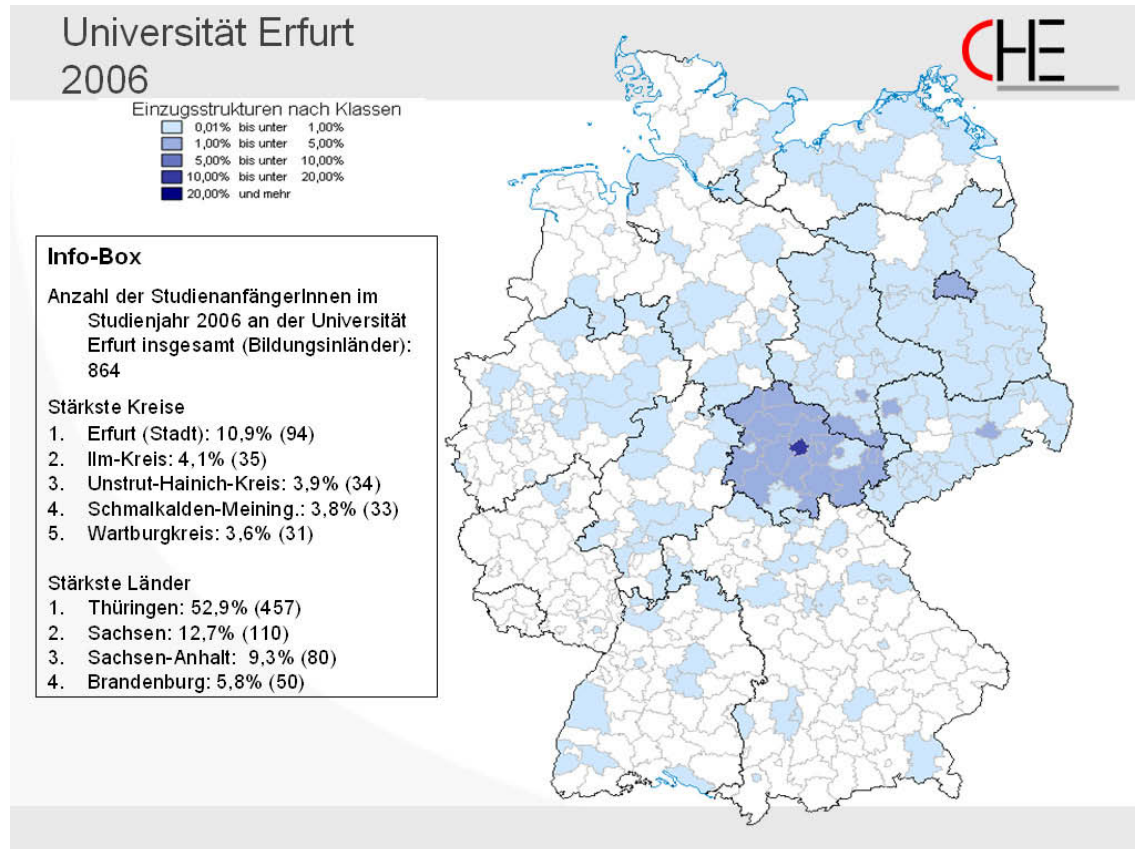 Universität Erfurt
2006
CHE
Einzugsstrukturen nach Klassen
0,01% bis unter 1,00%
1,00% bis unter 5,00%
5,00% bis unter 10,00%
10,00% bis unter 20,00%
20,00% und mehr
Info-Box
Anzahl der StudienanfängerInnen im
Studienjahr 2006 an der Universität
Erfurt insgesamt (Bildungsinländer):
864
Stärkste Kreise
1. Erfurt (Stadt): 10,9% (94)
2. Ilm-Kreis: 4,1% (35)
3. Unstrut-Hainich-Kreis: 3,9% (34)
4. Schmalkalden-Meining.: 3,8% (33)
5. Wartburgkreis: 3,6% (31)
Stärkste Länder
1. Thüringen: 52,9% (457)
2. Sachsen: 12,7% (110)
3. Sachsen-Anhalt: 9,3% (80)
4. Brandenburg: 5,8% (50)